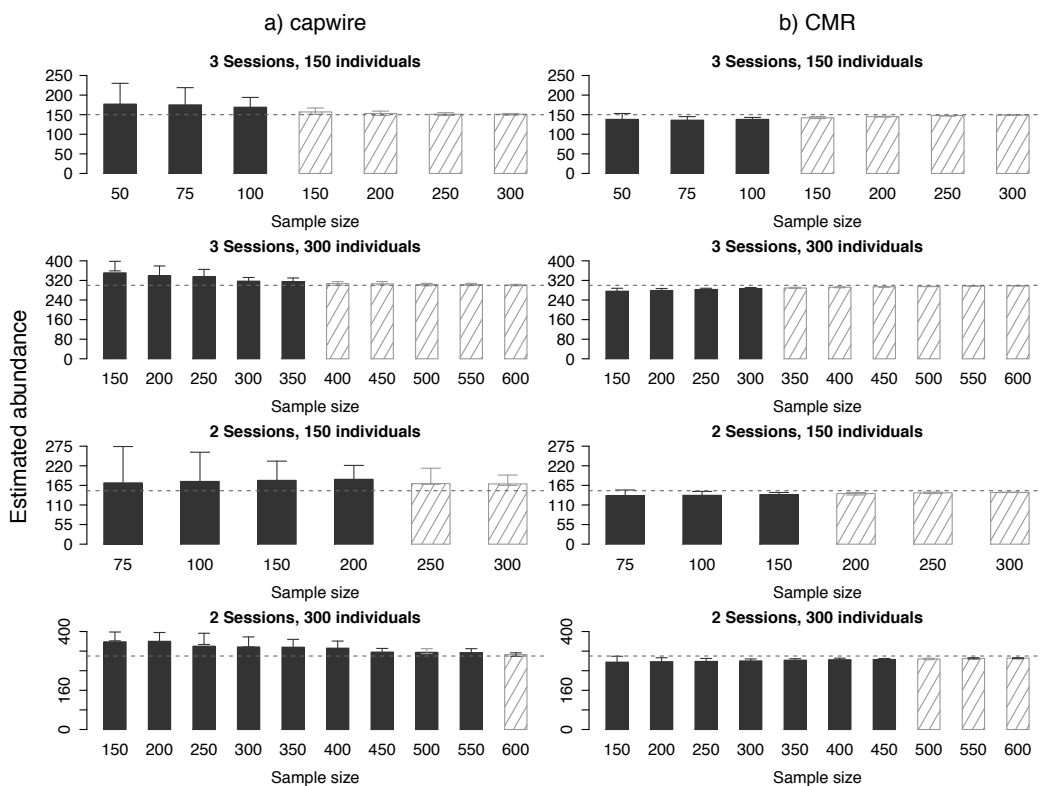 a) capwire
b) CMR
Estimated abundance
3 Sessions, 150 individuals
250
200
150
100
50
0
50 75 100 150 200 250 300
Sample size
3 Sessions, 150 individuals
250
200
150
100
50
0
50 75 100 150 200 250 300
Sample size
3 Sessions, 300 individuals
400
320
240
160
80
0
150 200 250 300 350 400 450 500 550 600
Sample size
3 Sessions, 300 individuals
400
320
240
160
80
0
150 200 250 300 350 400 450 500 550 600
Sample size
2 Sessions, 150 individuals
275
220
165
110
55
0
75 100 150 200 250 300
Sample size
2 Sessions, 150 individuals
275
220
165
110
55
0
75 100 150 200 250 300
Sample size
2 Sessions, 300 individuals
400
160
0
150 200 250 300 350 400 450 500 550 600
Sample size
2 Sessions, 300 individuals
400
160
0
150 200 250 300 350 400 450 500 550 600
Sample size